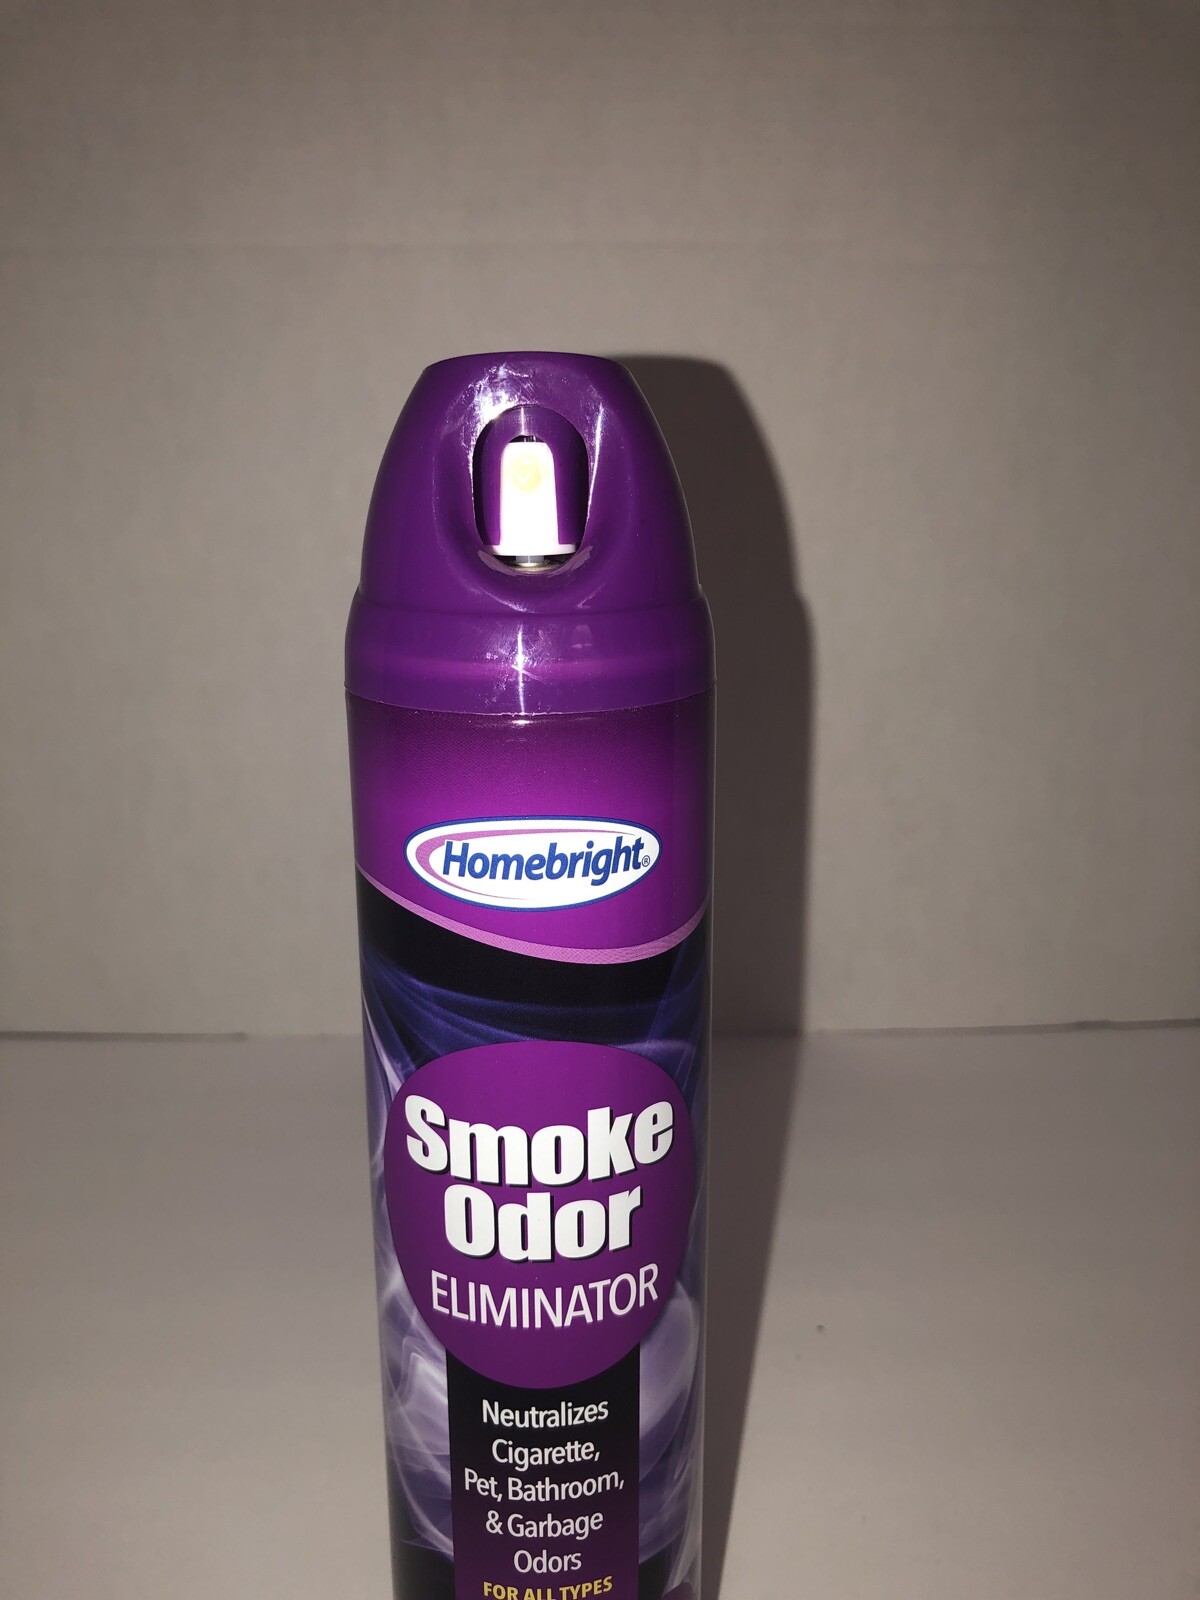 Homebright®
Smoke
Odor
ELIMINATOR
Neutralizes
Cigarette,
Pet, Bathroom,
& Garbage
Odors
FOR ALL TYPES